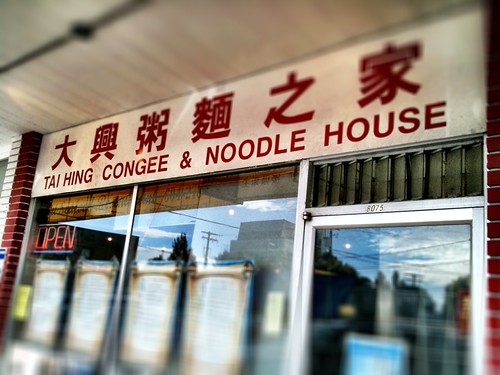 大興粥麵之家
TAI HING CONGEE & NOODLE HOUSE
8075
OPEN